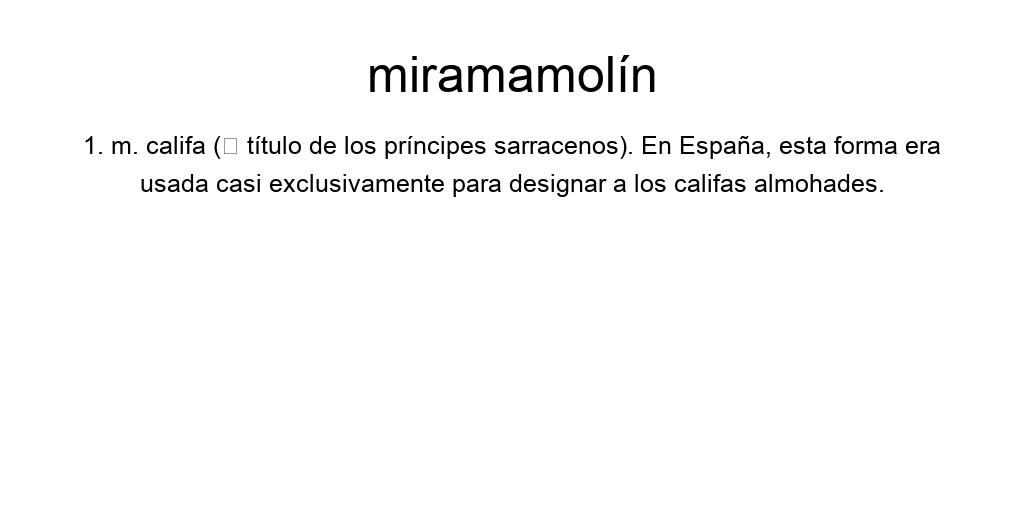 miramamolín
1. m. califa (▯ título de los príncipes sarracenos). En España, esta forma era
usada casi exclusivamente para designar a los califas almohades.